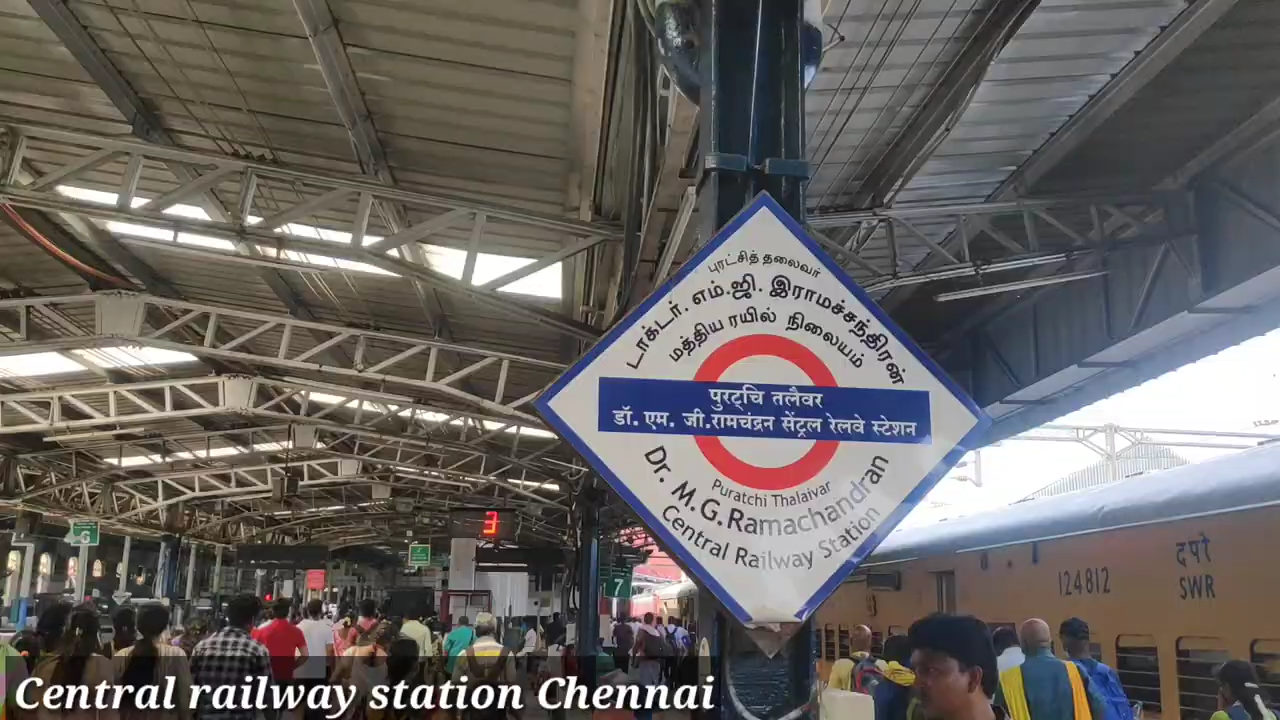 புரட்சித் தலைவர்
டாக்டர். எம்.ஜி. இராமச்சந்திரன்
மத்திய ரயில் நிலையம்
पुरट्चि तलैवर
डॉ. एम. जी.रामचंद्रन सेंट्रल रेलवे स्टेशन
Puratchi Thalaivar
Dr. M.G.Ramachandran
Central Railway Station
3
6
7
124812
दपरे
SWR
Central railway station Chennai